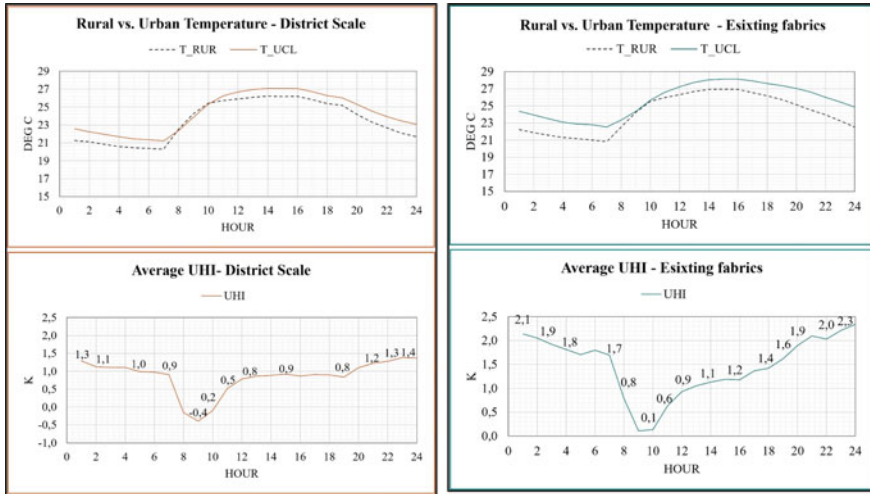 Rural vs. Urban Temperature - District Scale
T_RUR T_UCL
29
27
25
23
21
19
17
15
DEG C
0 2 4 6 8 10 12 14 16 18 20 22 24
HOUR
Rural vs. Urban Temperature - Esixting fabrics
T_RUR T_UCL
29
27
25
23
21
19
17
15
DEG C
0 2 4 6 8 10 12 14 16 18 20 22 24
HOUR
Average UHI- District Scale
UHI
2,5
2,0
1,5
1,0
0,5
0,0
-0,5
-1,0
K
1,3 1,1 1,0 0,9 -0,4 0,2 0,5 0,8 0,9 0,8 1,2 1,3 1,4
0 2 4 6 8 10 12 14 16 18 20 22 24
HOUR
Average UHI - Esixting fabrics
UHI
2,5
2,0
1,5
1,0
0,5
0,0
K
2,1 1,9 1,8 1,7 0,8 0,1 0,6 0,9 1,1 1,2 1,4 1,6 1,9 2,0 2,3
0 2 4 6 8 10 12 14 16 18 20 22 24
HOUR